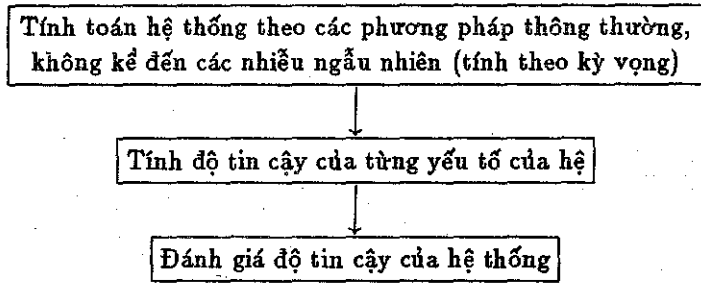 Tính toán hệ thống theo các phương pháp thông thường,
không kể đến các nhiễu ngẫu nhiên (tính theo kỳ vọng)
Tính độ tin cậy của từng yếu tố của hệ
Đánh giá độ tin cậy của hệ thống